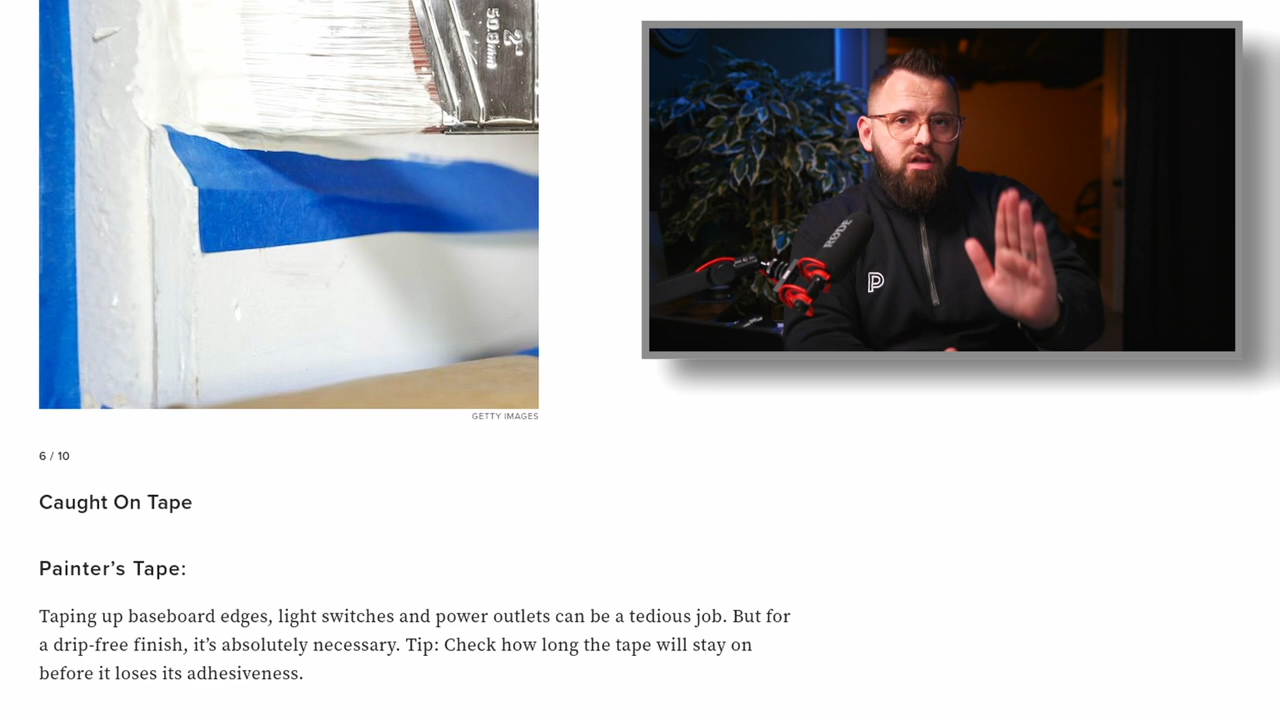 2"
50.8mm
RØDE
P
GETTY IMAGES
6 / 10
Caught On Tape
Painter’s Tape:
Taping up baseboard edges, light switches and power outlets can be a tedious job. But for
a drip-free finish, it’s absolutely necessary. Tip: Check how long the tape will stay on
before it loses its adhesiveness.